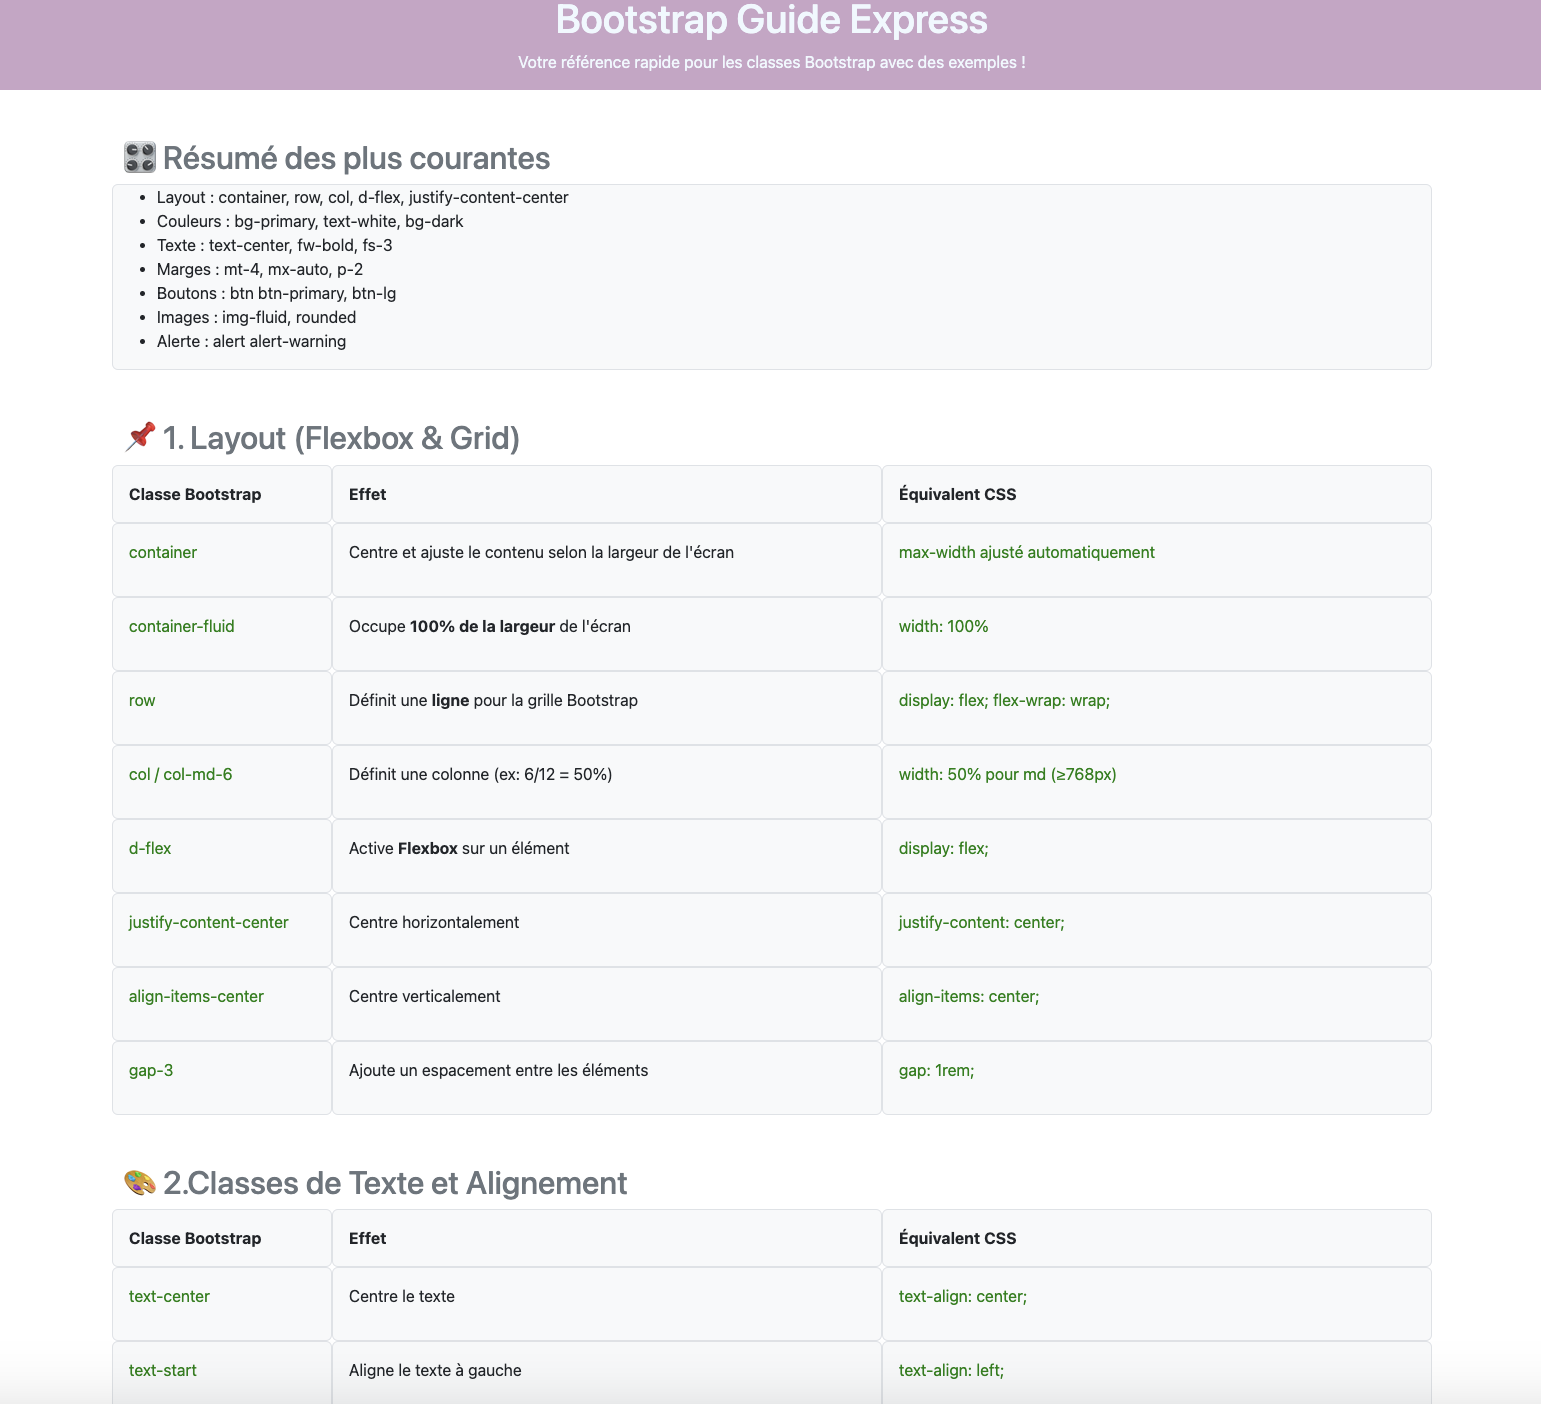 Bootstrap Guide Express
Votre référence rapide pour les classes Bootstrap avec des exemples !
🎛️ Résumé des plus courantes
• Layout : container, row, col, d-flex, justify-content-center
• Couleurs : bg-primary, text-white, bg-dark
• Texte : text-center, fw-bold, fs-3
• Marges : mt-4, mx-auto, p-2
• Boutons : btn btn-primary, btn-lg
• Images : img-fluid, rounded
• Alerte : alert alert-warning
📌 1. Layout (Flexbox & Grid)
Classe Bootstrap Effet Équivalent CSS
container Centre et ajuste le contenu selon la largeur de l'écran max-width ajusté automatiquement
container-fluid Occupe 100% de la largeur de l'écran width: 100%
row Définit une ligne pour la grille Bootstrap display: flex; flex-wrap: wrap;
col / col-md-6 Définit une colonne (ex: 6/12 = 50%) width: 50% pour md (≥768px)
d-flex Active Flexbox sur un élément display: flex;
justify-content-center Centre horizontalement justify-content: center;
align-items-center Centre verticalement align-items: center;
gap-3 Ajoute un espacement entre les éléments gap: 1rem;
🎨 2.Classes de Texte et Alignement
Classe Bootstrap Effet Équivalent CSS
text-center Centre le texte text-align: center;
text-start Aligne le texte à gauche text-align: left;